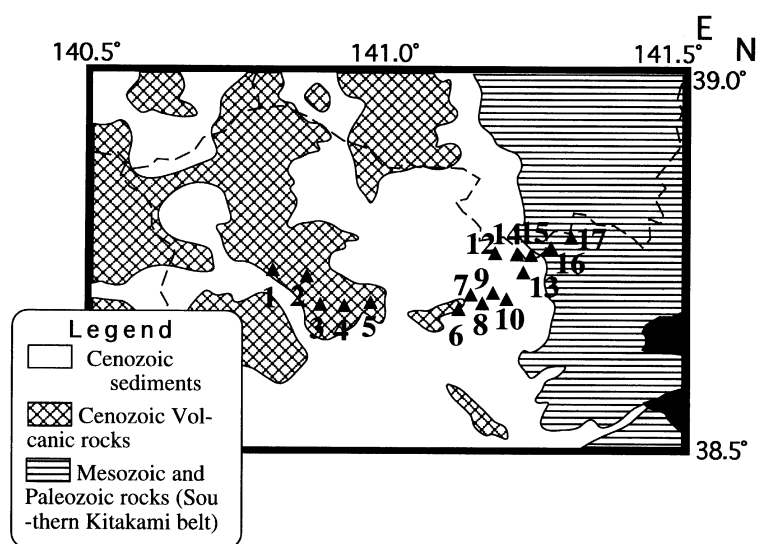 E
N
140.5° 141.0° 141.5°
39.0°
12 14 15 17
16
13
1 2 7 9
3 4 5 6 8 10
Legend
Cenozoic
sediments
Cenozoic Vol-
canic rocks
Mesozoic and
Paleozoic rocks (Sou
-thern Kitakami belt)
38.5°